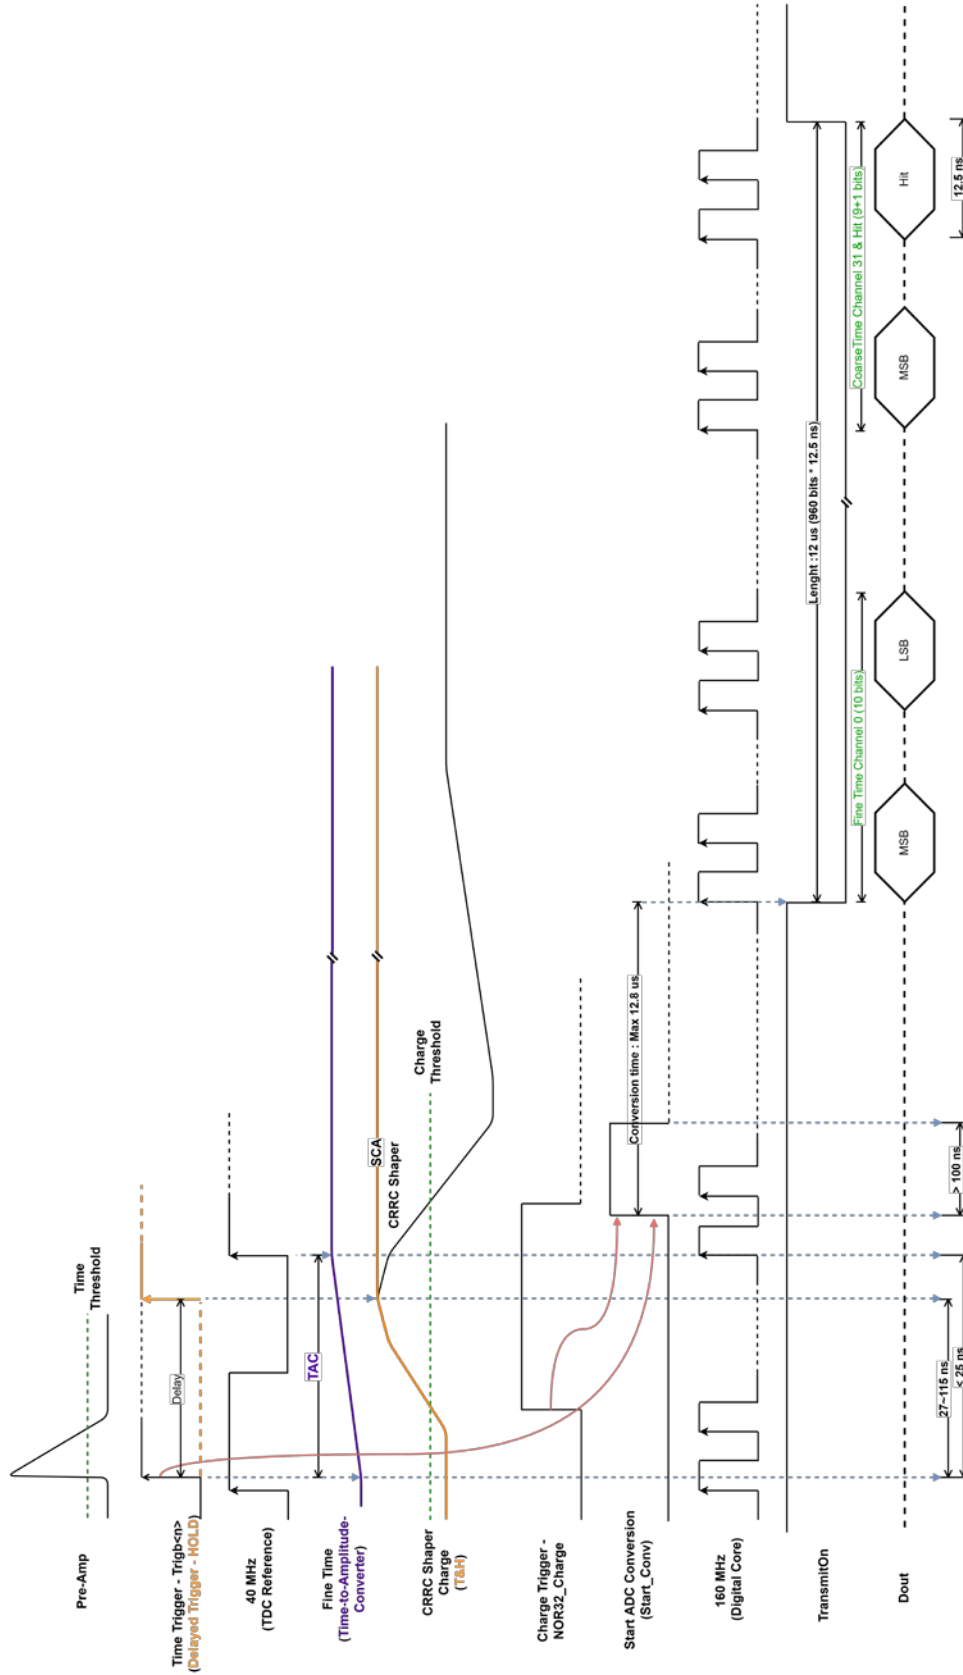 Pre-Amp
Time
Threshold
Time Trigger - Trigb<n>
(Delayed Trigger - HOLD)
Delay
40 MHz
(TDC Reference)
Fine Time
(Time-to-Amplitude-
Converter)
TAC
CRRC Shaper
Charge
(T&H)
SCA
CRRC Shaper
Charge
Threshold
Charge Trigger -
NOR32_Charge
Start ADC Conversion
(Start_Conv)
Conversion time : Max 12.8 us
160 MHz
(Digital Core)
TransmitOn
Lenght :12 us (960 bits * 12.5 ns)
Fine Time Channel 0 (10 bits)
CoarseTime Channel 31 & Hit (9+1 bits)
Dout
MSB
LSB
MSB
Hit
27~115 ns
< 25 ns
> 100 ns
12.5 ns